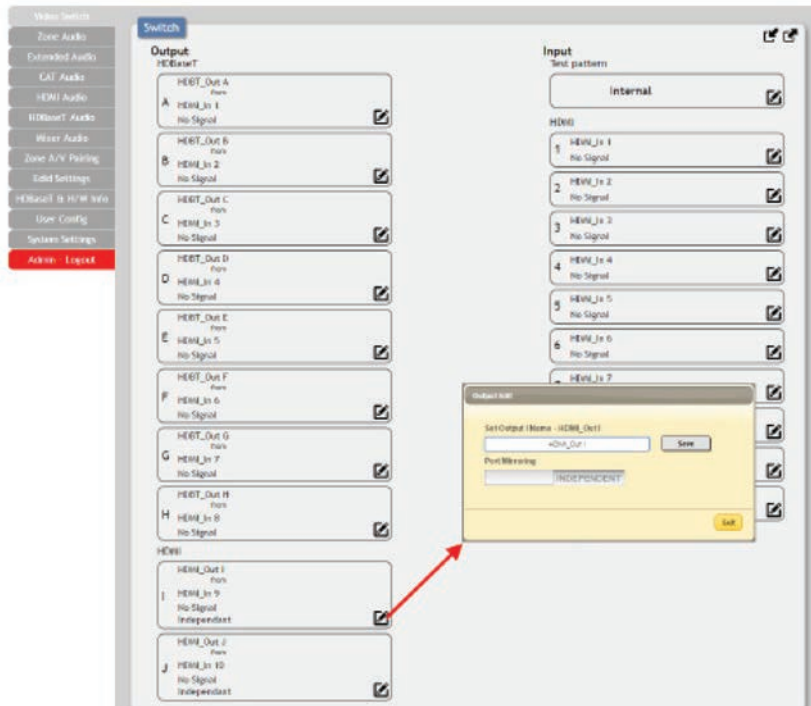 Video Switch
Zone Audio
Extended Audio
CAT Audio
HDMI Audio
HDBaseT Audio
Mixer Audio
Zone A/V Pairing
Edid Settings
HDBaseT & H/W Info
User Config
System Settings
Admin - Logout
Switch
Output
HDBaseT
HDBT_Out A
from
A
HDMI_In 1
No Signal
HDBT_Out B
from
B
HDMI_In 2
No Signal
HDBT_Out C
from
C
HDMI_In 3
No Signal
HDBT_Out D
from
D
HDMI_In 4
No Signal
HDBT_Out E
from
E
HDMI_In 5
No Signal
HDBT_Out F
from
F
HDMI_In 6
No Signal
HDBT_Out G
from
G
HDMI_In 7
No Signal
HDBT_Out H
from
H
HDMI_In 8
No Signal
HDMI
HDMI_Out I
from
I
HDMI_In 9
No Signal
Independant
HDMI_Out J
from
J
HDMI_In 10
No Signal
Independant
Input
Test pattern
Internal
HDMI
1 HDMI_In 1
No Signal
2 HDMI_In 2
No Signal
3 HDMI_In 3
No Signal
4 HDMI_In 4
No Signal
5 HDMI_In 5
No Signal
6 HDMI_In 6
No Signal
HDMI_In 7
Output Edit
Set Output (Name - HDMI_Out)
HDMI_Out I
Save
Port Mirroring
INDEPENDENT
Exit